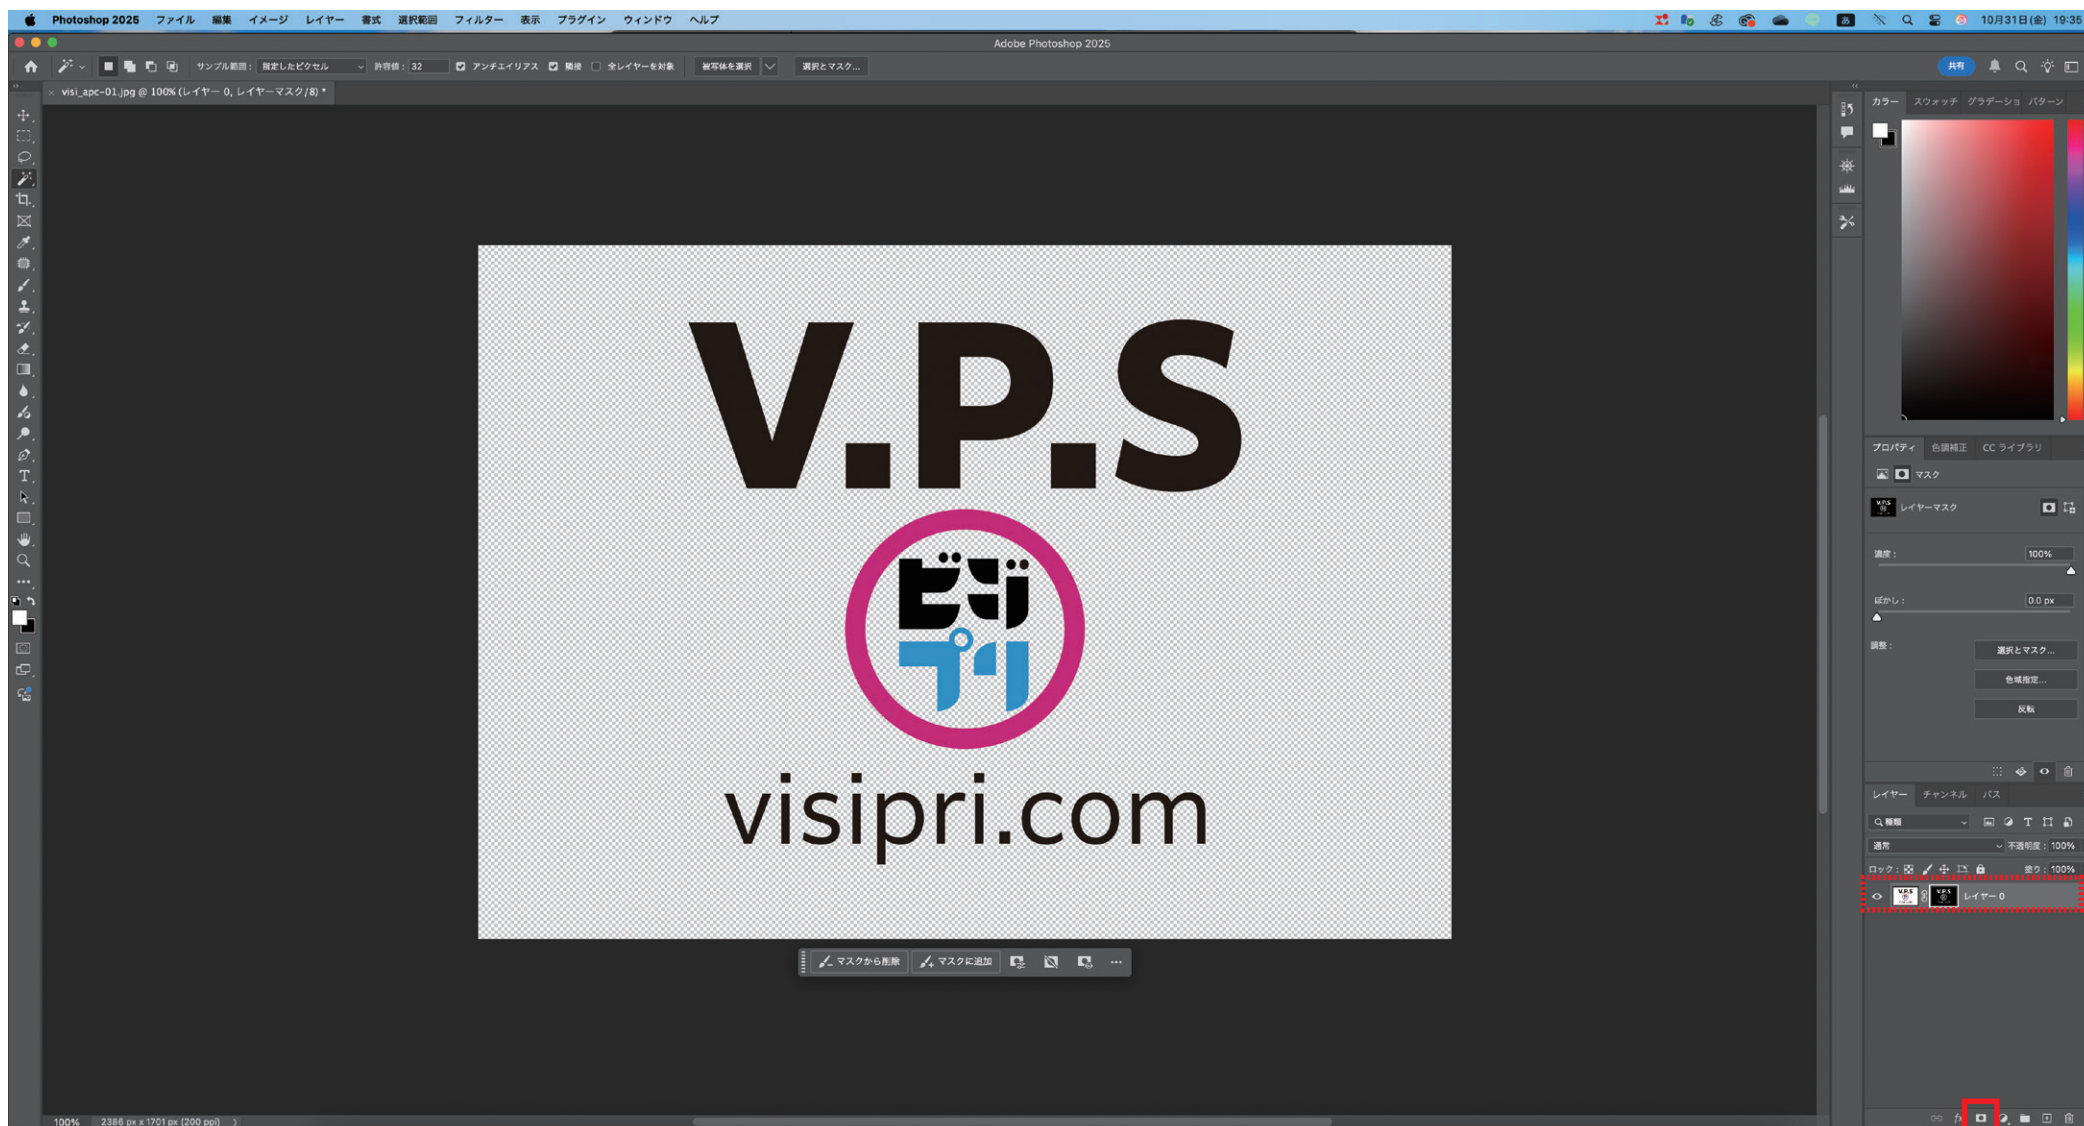 Photoshop 2025 ファイル 編集 イメージ レイヤー 書式 選択範囲 フィルター 表示 プラグイン ウィンドウ ヘルプ あ 10月31日(金) 19:35
Adobe Photoshop 2025
サンプル範囲: 指定したピクセル 許容値: 32 アンチエイリアス 隣接 全レイヤーを対象 被写体を選択 選択とマスク... 共有
× visi_apc-01.jpg @ 100% (レイヤー 0, レイヤーマスク/8) *
カラー スウォッチ グラデーショ パターン
V.P.S
ビジ
プリ
visipri.com
プロパティ 色調補正 CC ライブラリ
マスク
レイヤーマスク
濃度: 100%
ぼかし: 0.0 px
調整: 選択とマスク...
色域指定...
反転
レイヤー チャンネル パス
種類
通常 不透明度: 100%
ロック: 塗り: 100%
V.P.S V.P.S レイヤー 0
マスクから削除 マスクに追加 ...
fx
100% 2386 px x 1701 px (200 ppi)